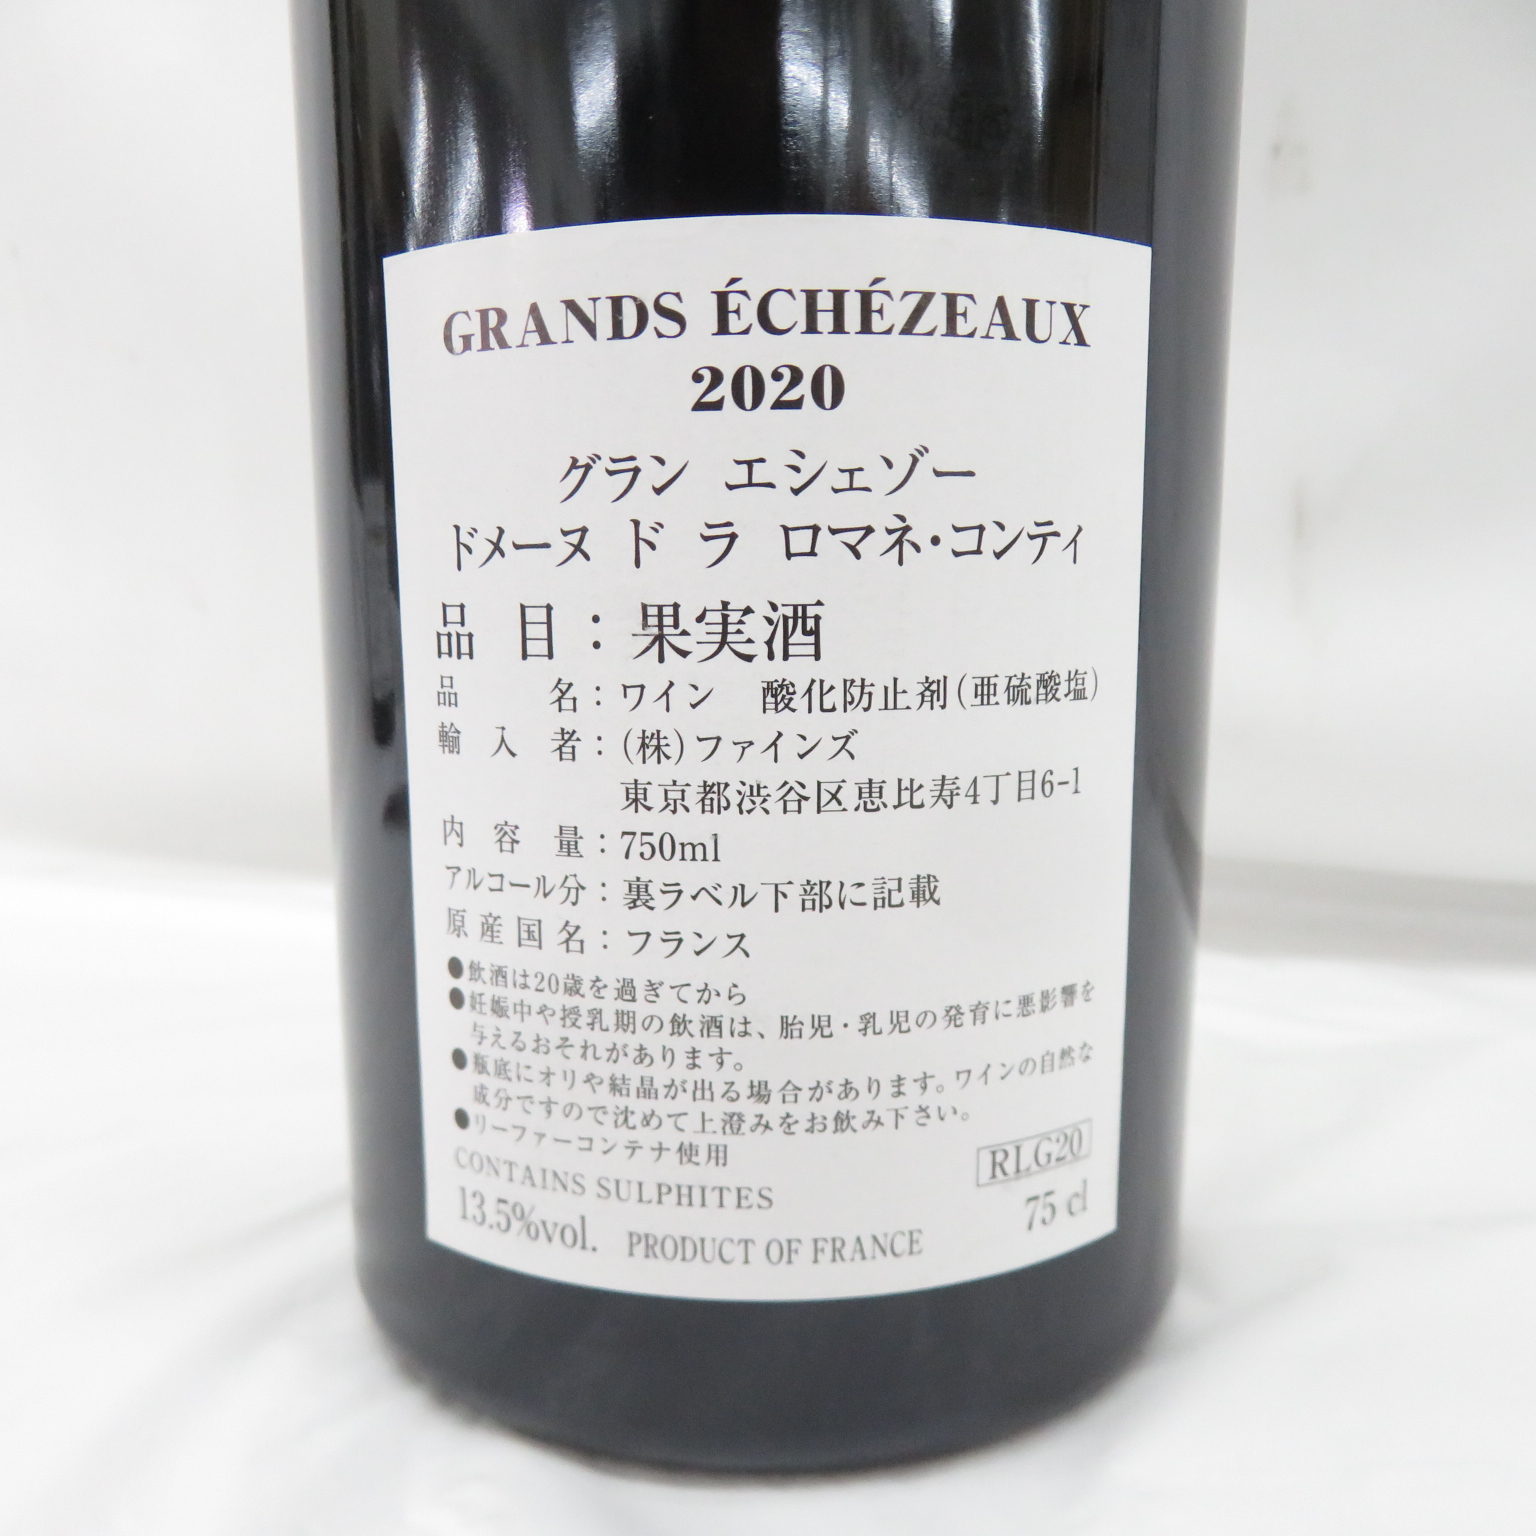 GRANDS ÉCHÉZEAUX
2020
グラン エシェゾー
ドメーヌ ド ラ ロマネ・コンティ
品目：果実酒
品名：ワイン 酸化防止剤(亜硫酸塩)
輸入者：(株)ファインズ
東京都渋谷区恵比寿4丁目6-1
内容量：750ml
アルコール分：裏ラベル下部に記載
原産国名：フランス
●飲酒は20歳を過ぎてから
●妊娠中や授乳期の飲酒は、胎児・乳児の発育に悪影響を
与えるおそれがあります。
●瓶底にオリや結晶が出る場合があります。ワインの自然な
成分ですので沈めて上澄みをお飲み下さい。
●リーファーコンテナ使用
RLG20
CONTAINS SULPHITES
13.5%vol. PRODUCT OF FRANCE 75 cl